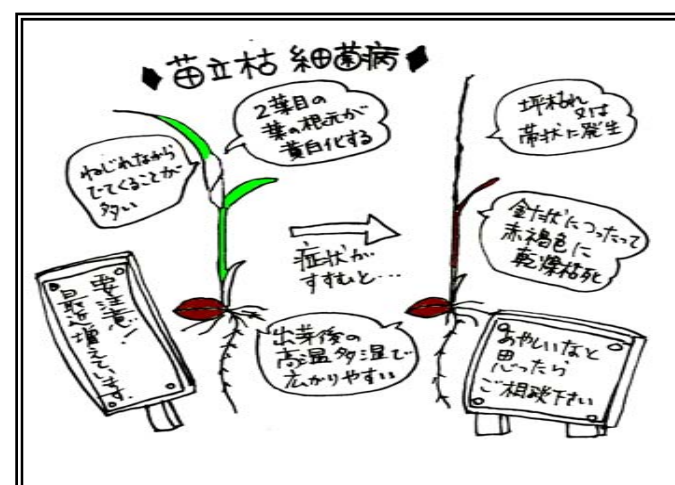 ◆苗立枯細菌病◆
2葉目の
葉の根元が
黄白化する
ねじれながら
でてくることが
多い
坪枯れ
又は
帯状に発生
針状につったって
赤褐色に
乾燥枯死
症状が
すすむと…
要注意!
最近増えています。
出芽後の
高温多湿で
広がりやすい
あやしいなと
思ったら
ご相談下さい